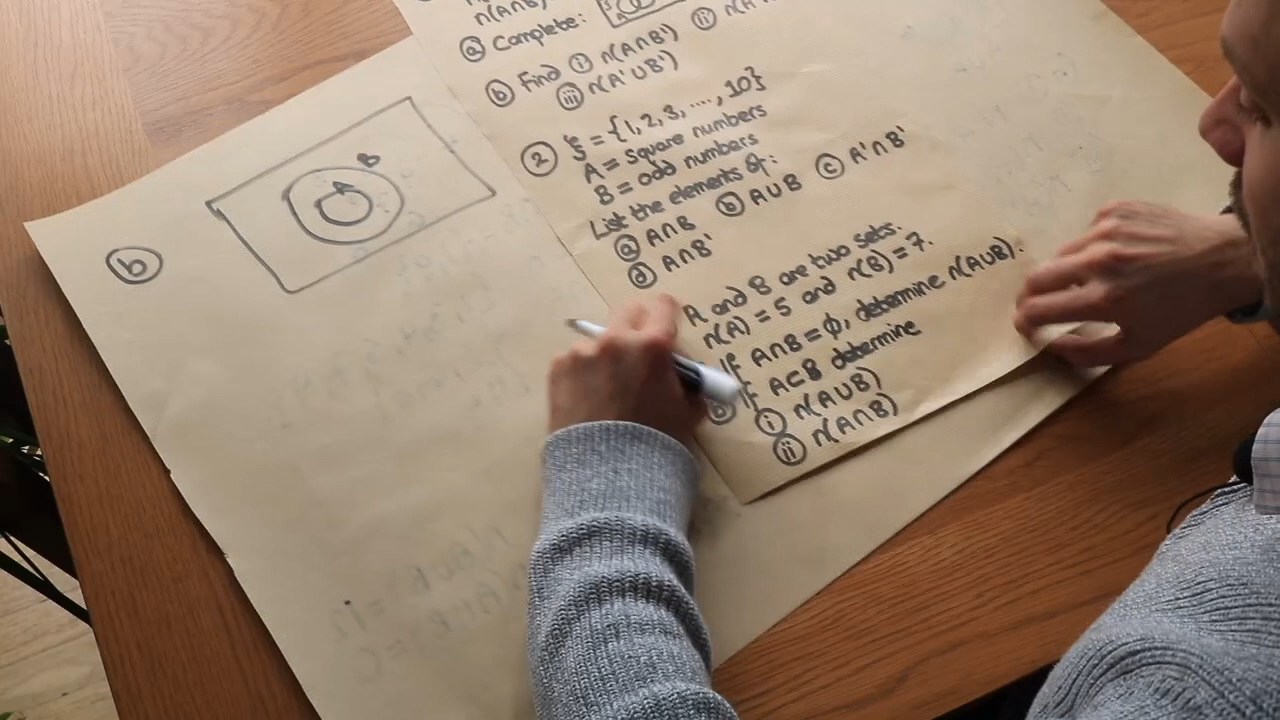 n(A∩B)
ⓐ Complete:
ⓑ Find ⓘ n(A∩B') ⓘⓘ n(A
ⓘⓘⓘ n(A'∪B')
② ξ = {1, 2, 3, ...., 10}
A = Square numbers
B = odd numbers
List the elements of:
ⓐ A∩B ⓑ A∪B ⓒ A'∩B'
ⓓ A∩B'
A and B are two sets.
n(A) = 5 and n(B) = 7.
If A∩B = ϕ, determine n(A∪B).
ⓑ If A⊂B determine
ⓘ n(A∪B)
ⓘⓘ n(A∩B)
ⓑ
B
A